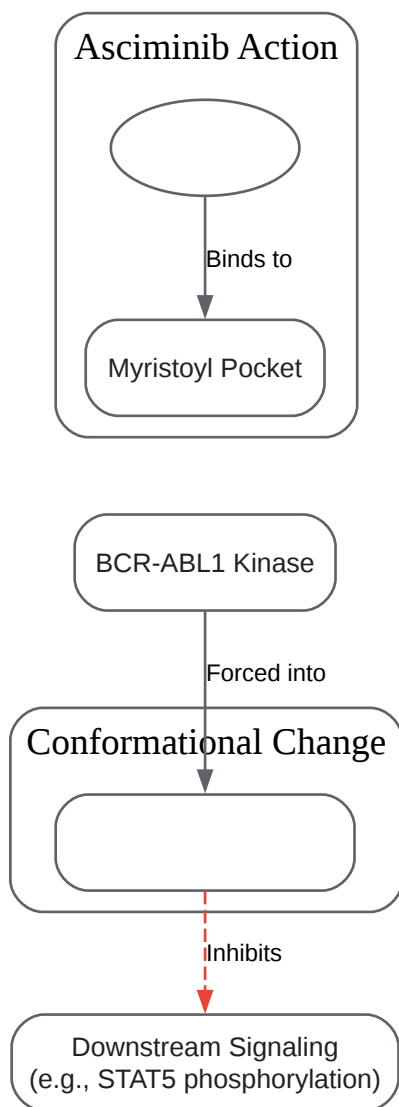 Asciminib Action
Binds to
Myristoyl Pocket
BCR-ABL1 Kinase
Forced into
Conformational Change
Inhibits
Downstream Signaling
(e.g., STAT5 phosphorylation)